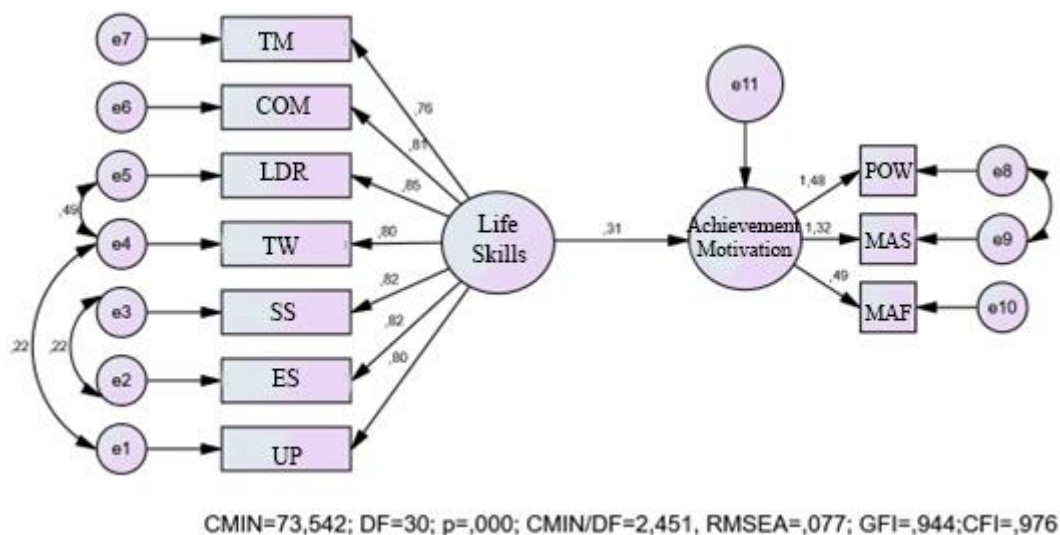 e7
TM
e6
COM
e5
LDR
e4
TW
e3
SS
e2
ES
e1
UP
,49
,22
,22
,76
,81
,85
,80
,82
,82
,80
Life
Skills
,31
e11
Achievement
Motivation
1,48
1,32
,49
POW
MAS
MAF
e8
e9
e10
CMIN=73,542; DF=30; p=,000; CMIN/DF=2,451, RMSEA=,077; GFI=,944;CFI=,976